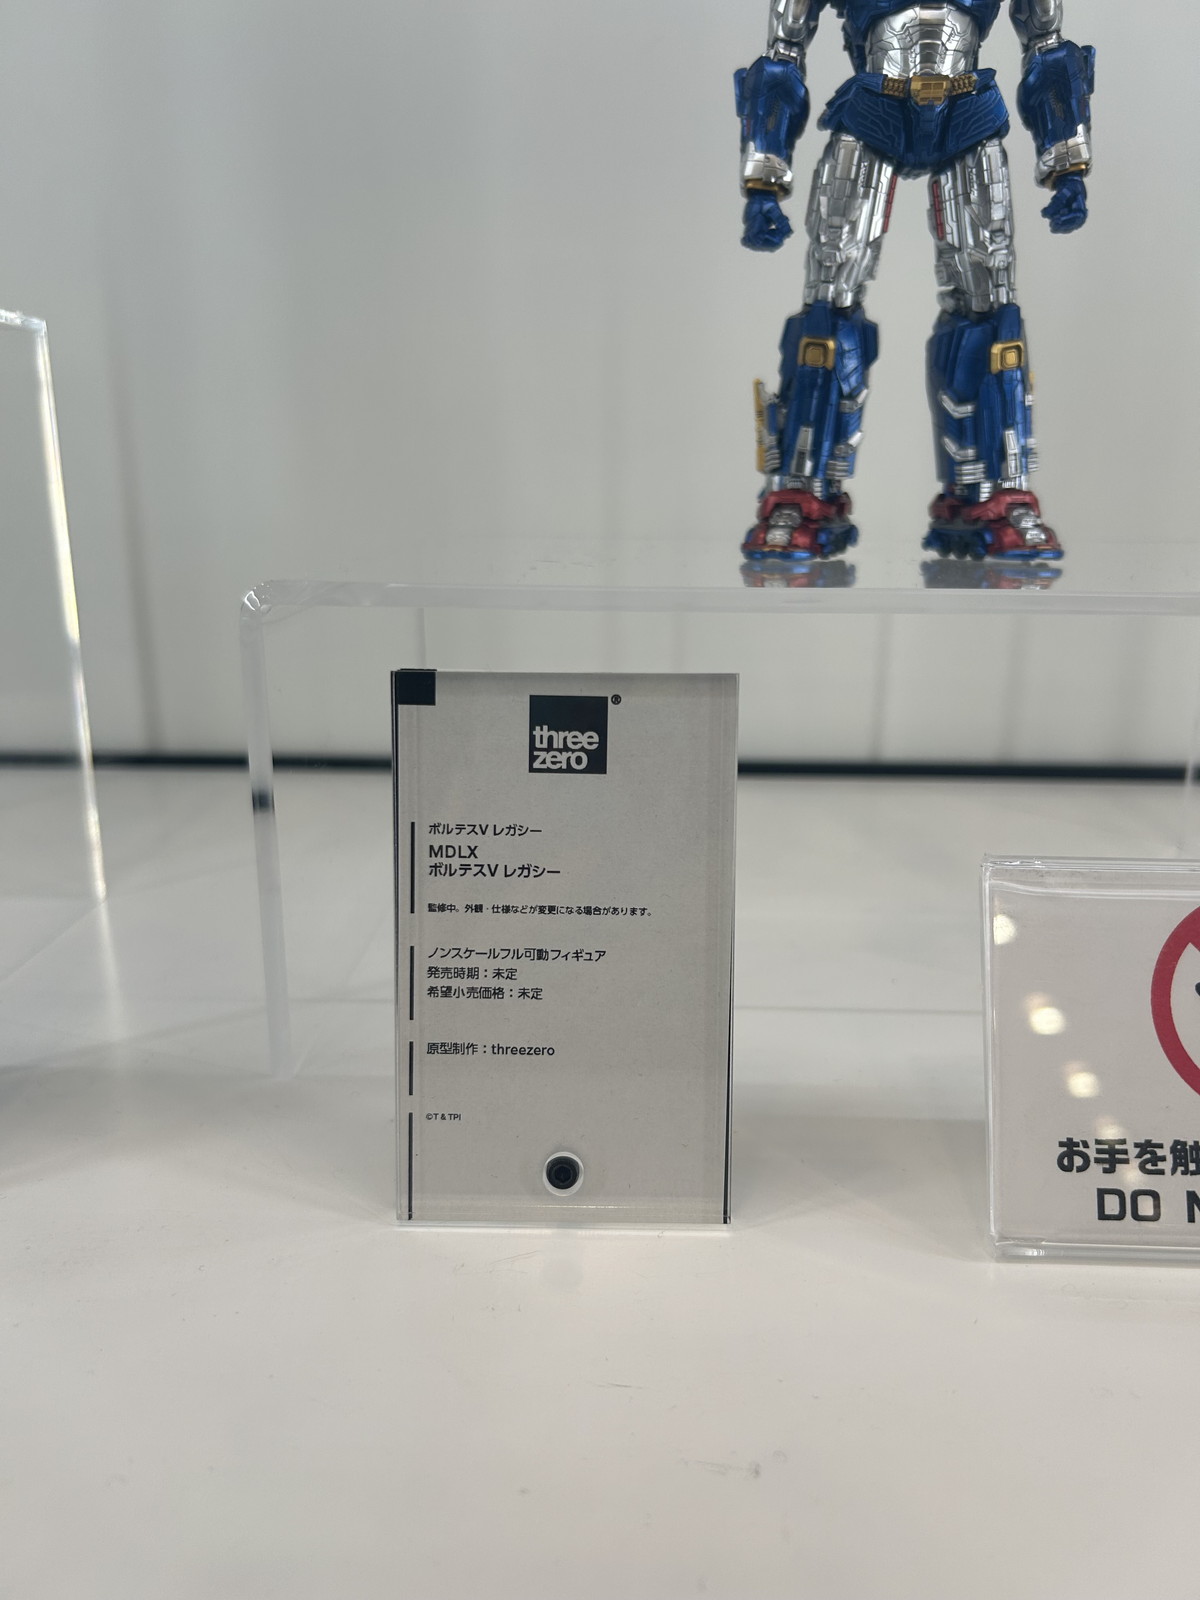 three
zero
®
ボルテスV レガシー
MDLX
ボルテスV レガシー
監修中。外観・仕様などが変更になる場合があります。
ノンスケールフル可動フィギュア
発売時期：未定
希望小売価格：未定
原型制作：threezero
©T & TPI
お手を触
DO N